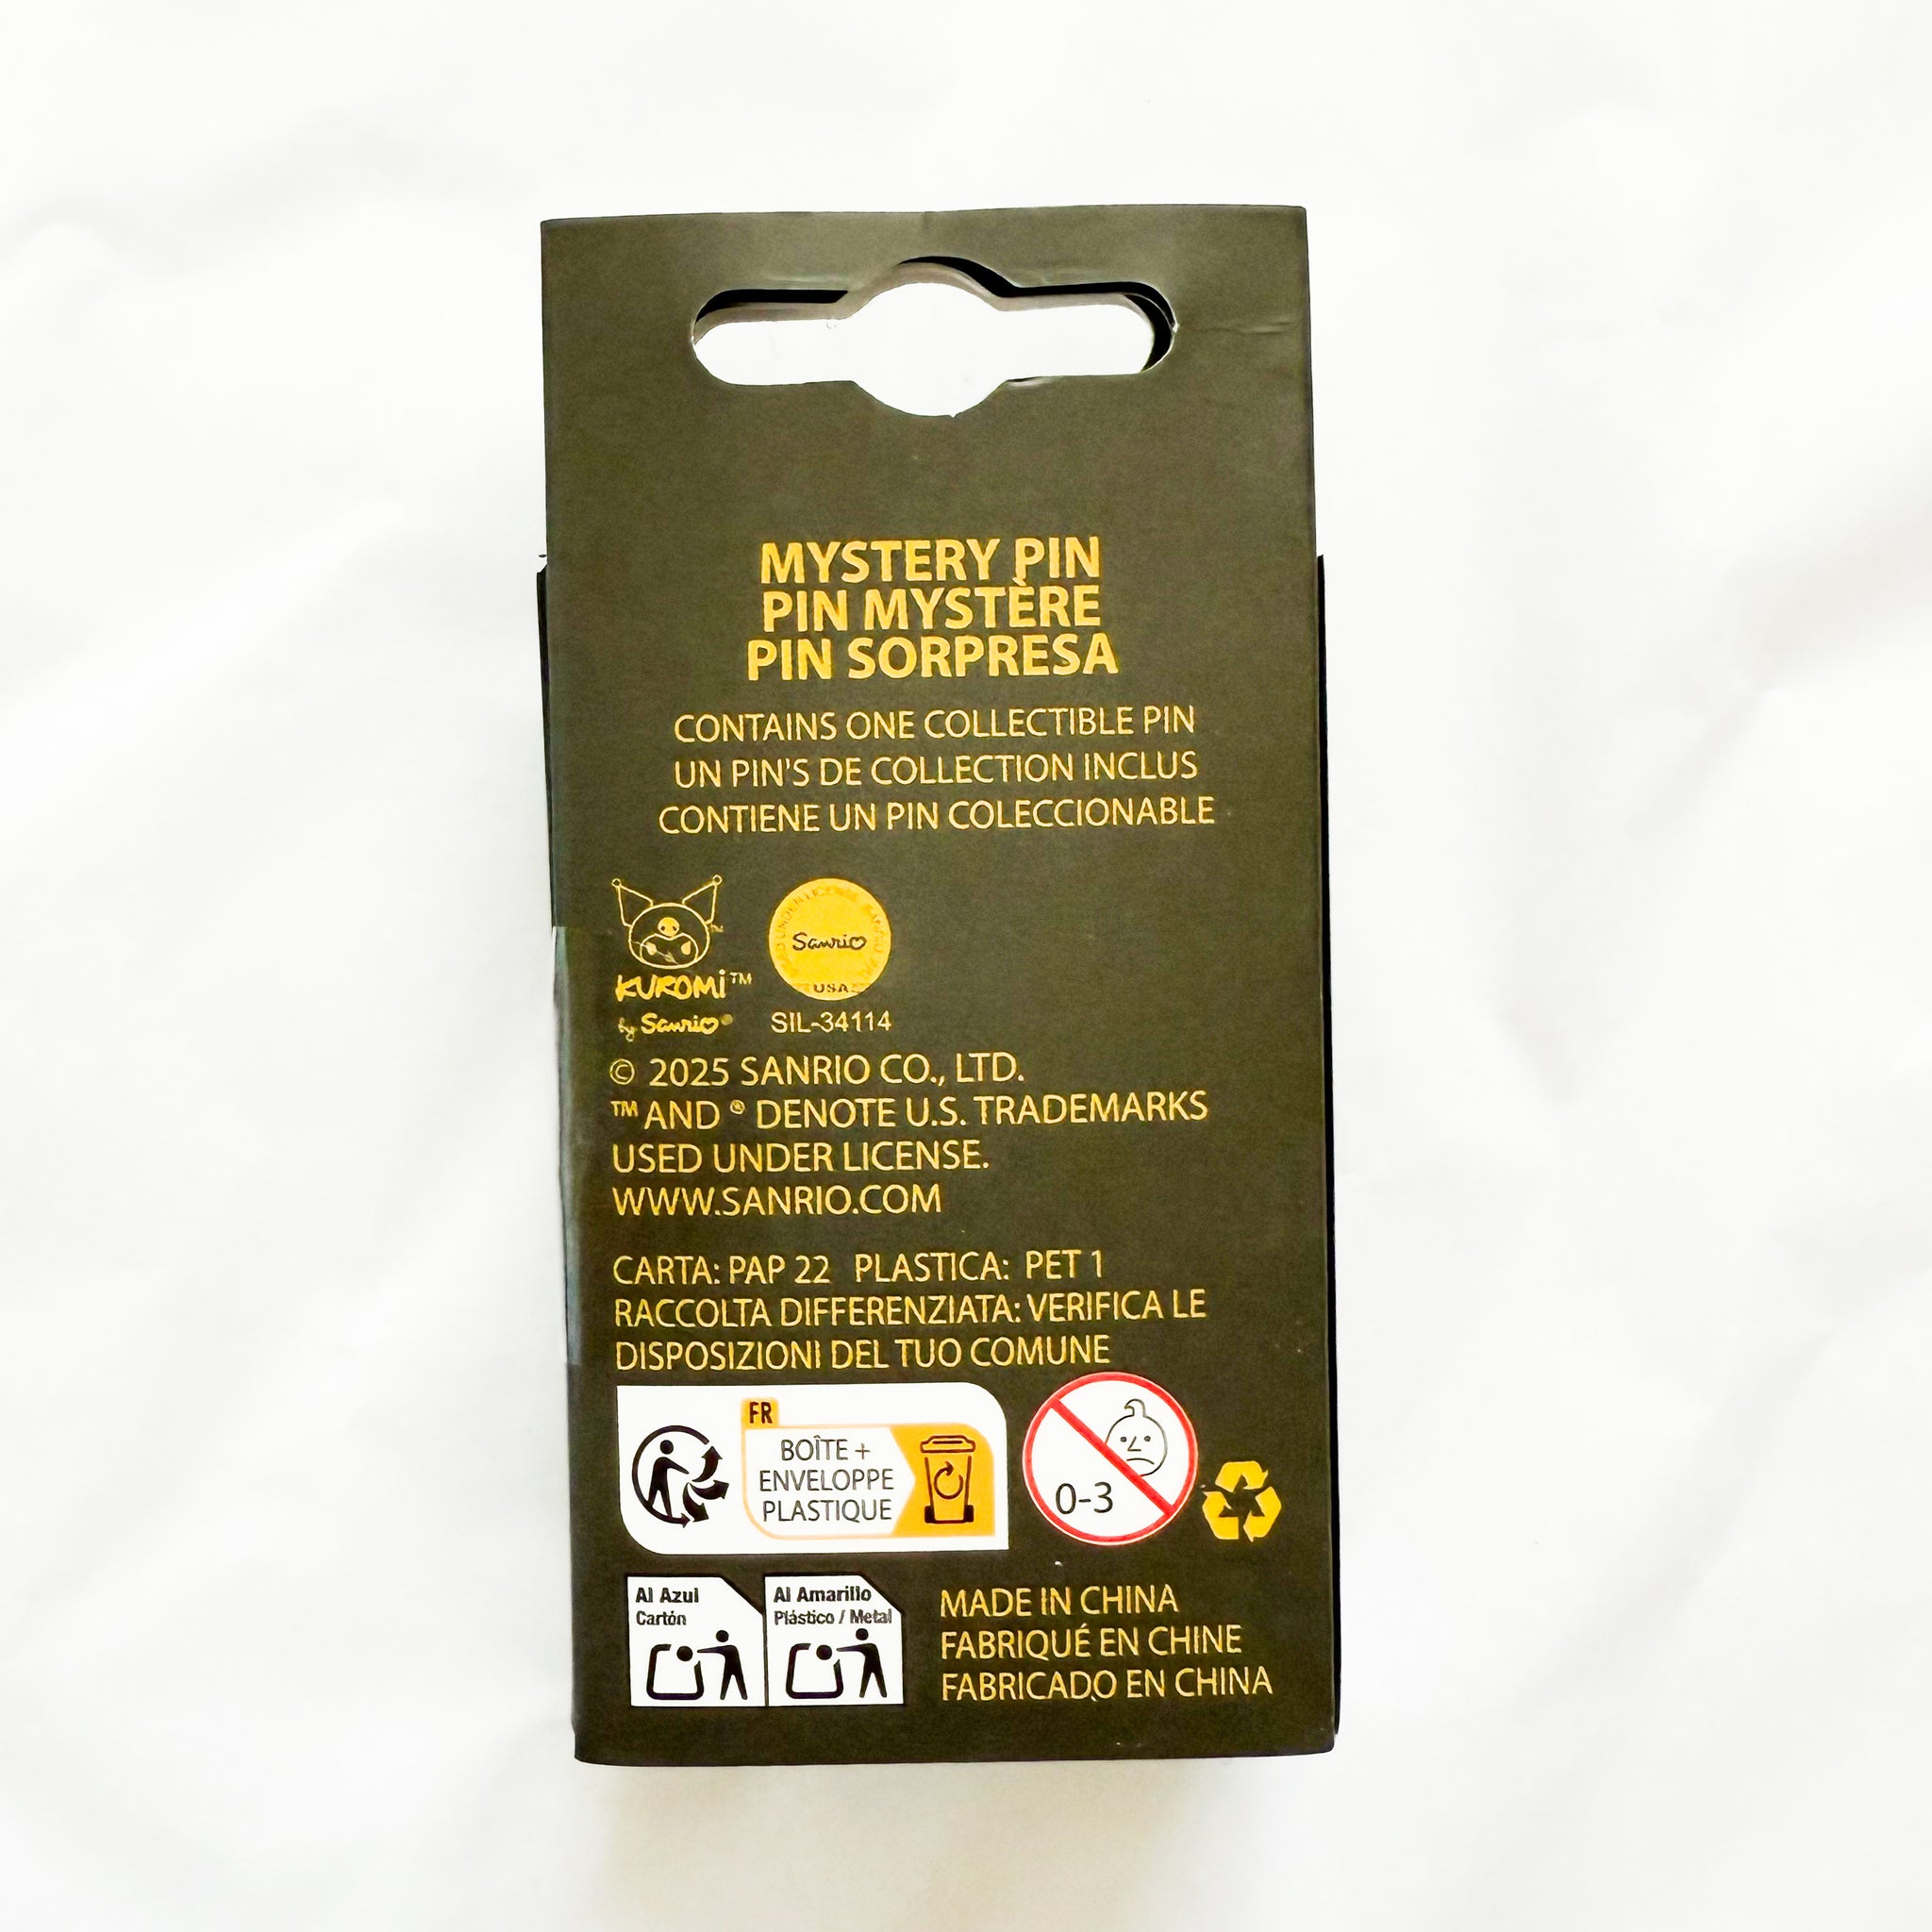 MYSTERY PIN
PIN MYSTÈRE
PIN SORPRESA
CONTAINS ONE COLLECTIBLE PIN
UN PIN'S DE COLLECTION INCLUS
CONTIENE UN PIN COLECCIONABLE
KUROMI™
by Sanrio®
Sanrio
USA
SIL-34114
© 2025 SANRIO CO., LTD.
™ AND ® DENOTE U.S. TRADEMARKS
USED UNDER LICENSE.
WWW.SANRIO.COM
CARTA: PAP 22 PLASTICA: PET 1
RACCOLTA DIFFERENZIATA: VERIFICA LE
DISPOSIZIONI DEL TUO COMUNE
FR
BOÎTE +
ENVELOPPE
PLASTIQUE
0-3
Al Azul
Cartón
Al Amarillo
Plástico / Metal
MADE IN CHINA
FABRIQUÉ EN CHINE
FABRICADO EN CHINA